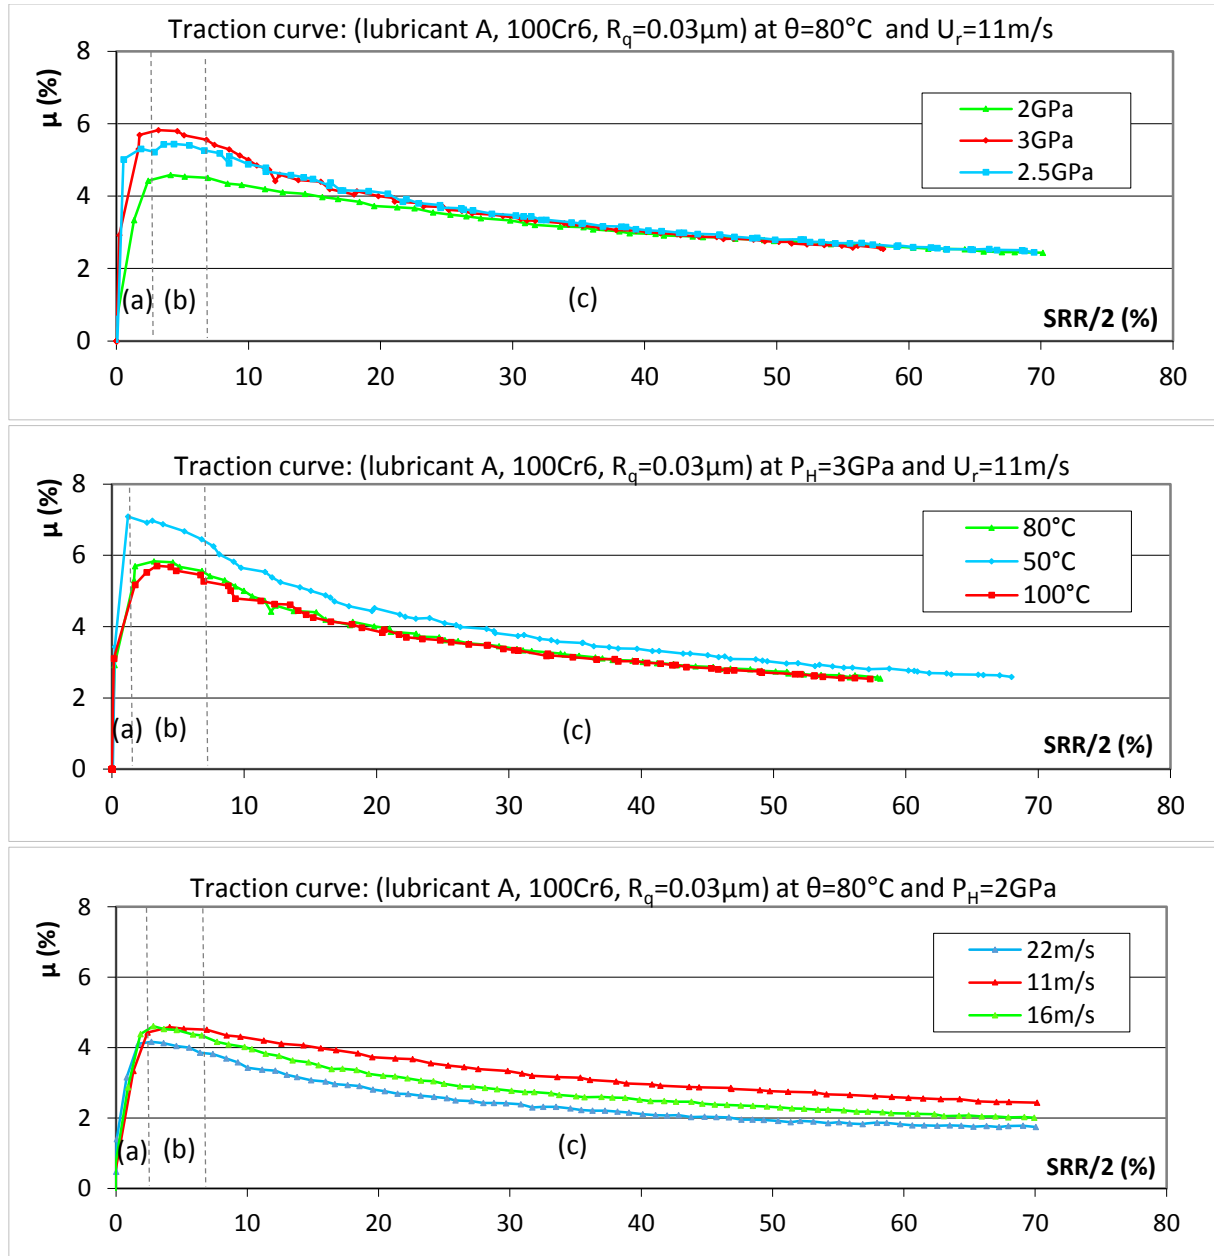 Traction curve: (lubricant A, 100Cr6, Rq=0.03µm) at θ=80°C and Ur=11m/s
µ (%)
8
6
4
2
0
2GPa
3GPa
2.5GPa
(a)
(b)
(c)
SRR/2 (%)
0 10 20 30 40 50 60 70 80
Traction curve: (lubricant A, 100Cr6, Rq=0.03µm) at PH=3GPa and Ur=11m/s
µ (%)
8
6
4
2
0
80°C
50°C
100°C
(a)
(b)
(c)
SRR/2 (%)
0 10 20 30 40 50 60 70 80
Traction curve: (lubricant A, 100Cr6, Rq=0.03µm) at θ=80°C and PH=2GPa
µ (%)
8
6
4
2
0
22m/s
11m/s
16m/s
(a)
(b)
(c)
SRR/2 (%)
0 10 20 30 40 50 60 70 80